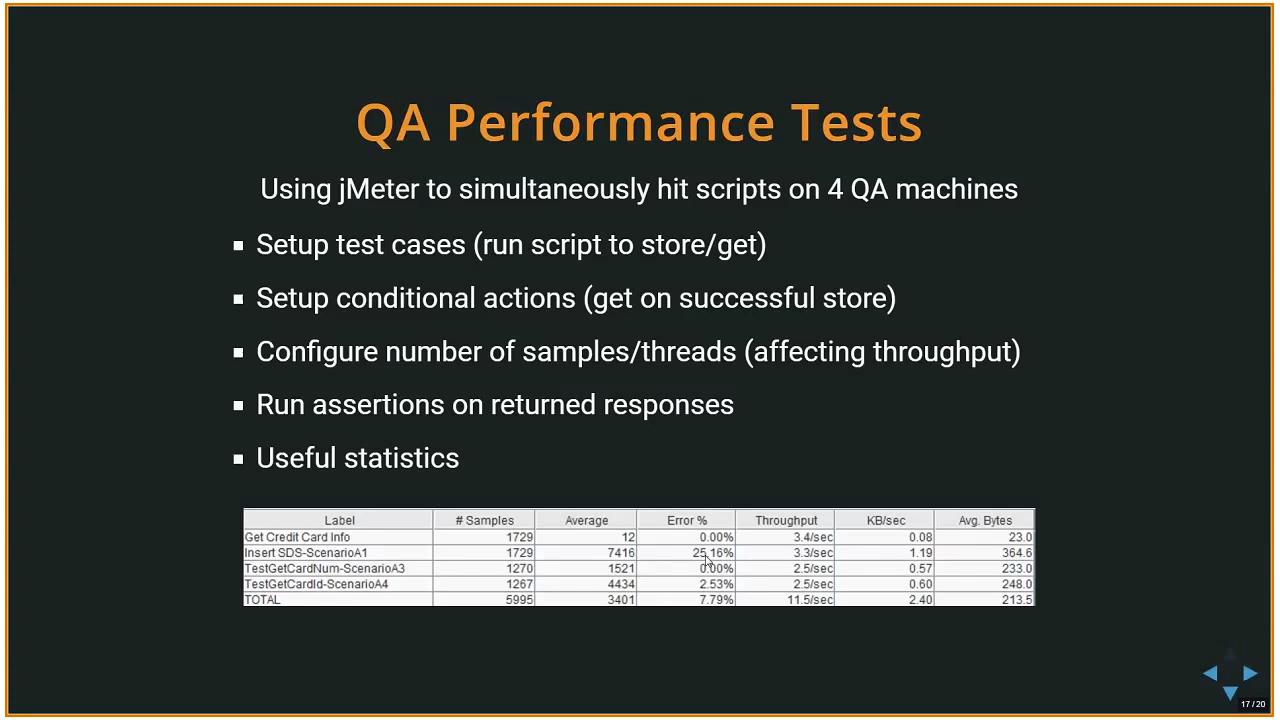 QA Performance Tests
Using jMeter to simultaneously hit scripts on 4 QA machines
Setup test cases (run script to store/get)
Setup conditional actions (get on successful store)
Configure number of samples/threads (affecting throughput)
Run assertions on returned responses
Useful statistics
Label # Samples Average Error % Throughput KB/sec Avg. Bytes
Get Credit Card Info 1729 12 0.00% 3.4/sec 0.08 23.0
Insert SDS-ScenarioA1 1729 7416 25.16% 3.3/sec 1.19 364.6
TestGetCardNum-ScenarioA3 1270 1521 0.00% 2.5/sec 0.57 233.0
TestGetCardId-ScenarioA4 1267 4434 2.53% 2.5/sec 0.60 248.0
TOTAL 5995 3401 7.79% 11.5/sec 2.40 213.5
17 / 20